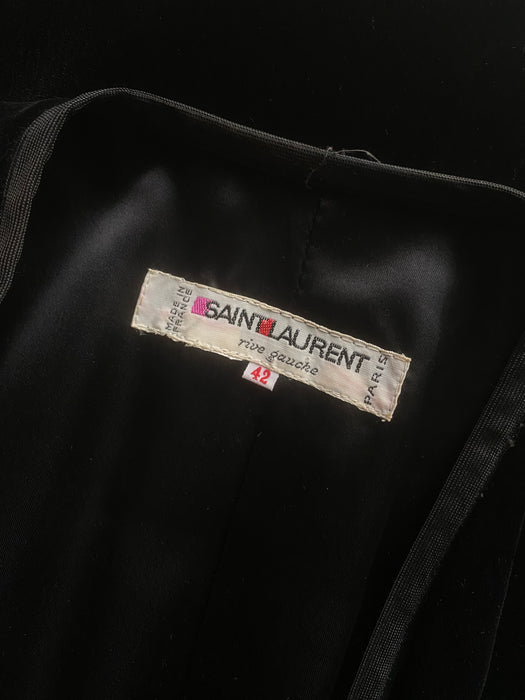 MADE IN
FRANCE
SAINT LAURENT
rive gauche
PARIS
42